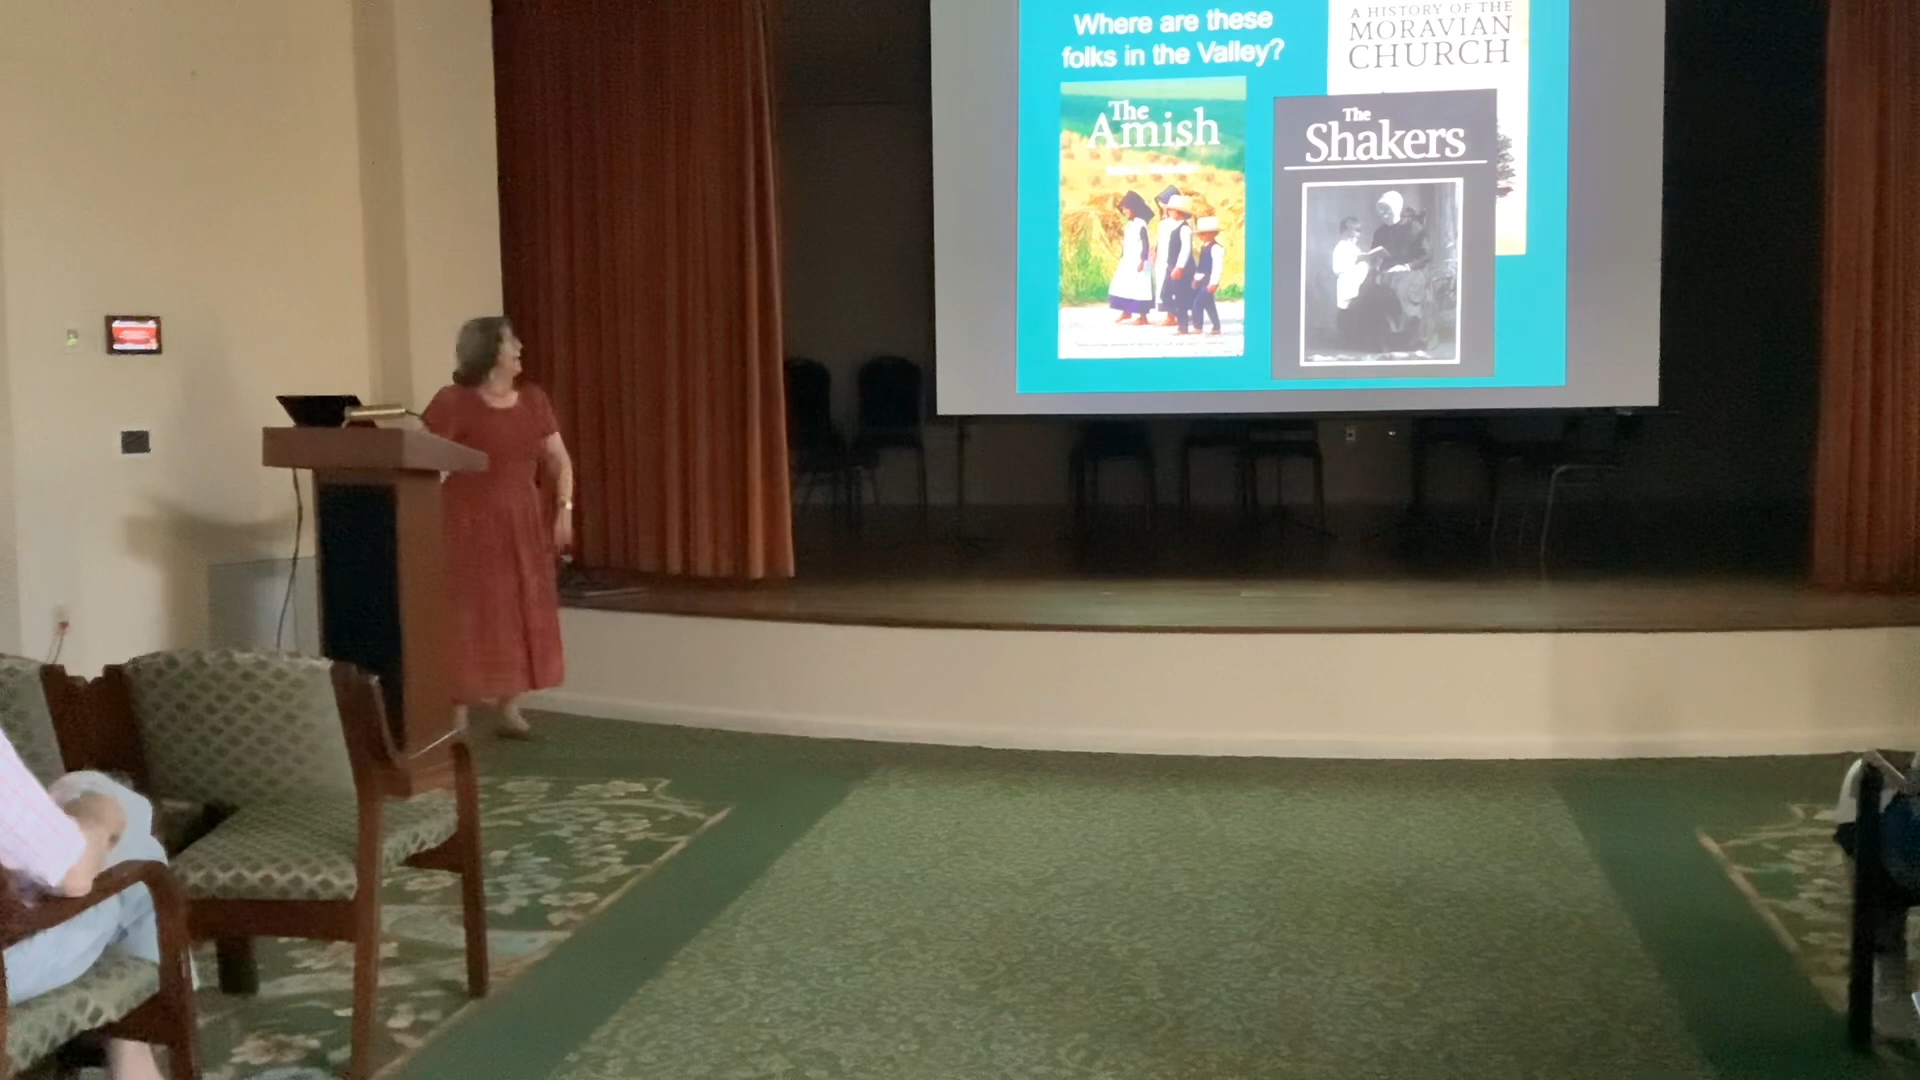 Where are these
folks in the Valley?
A HISTORY OF THE
MORAVIAN
CHURCH
The
Amish
The
Shakers